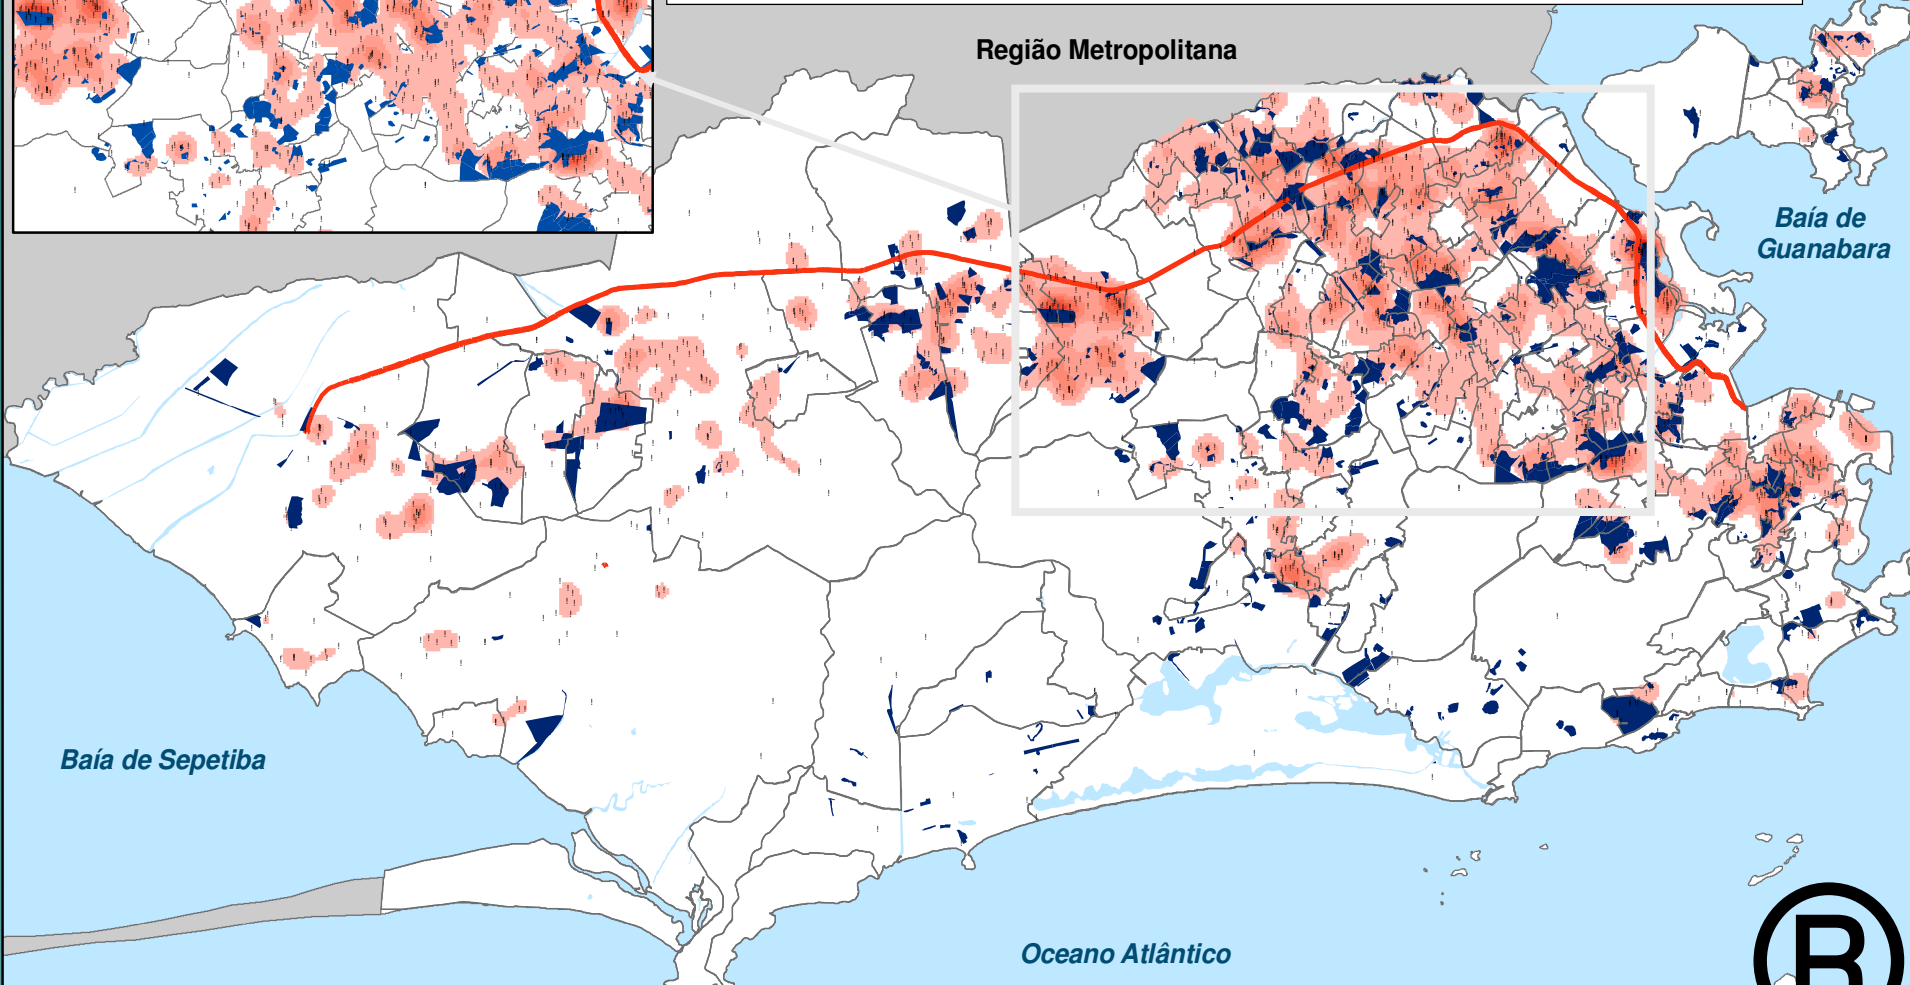 Região Metropolitana
Baía de
Guanabara
Baía de Sepetiba
Oceano Atlântico
B